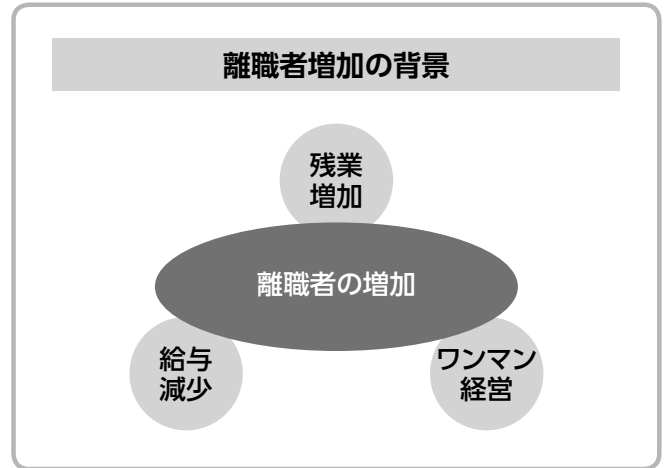 離職者増加の背景
残業
増加
離職者の増加
給与
減少
ワンマン
経営